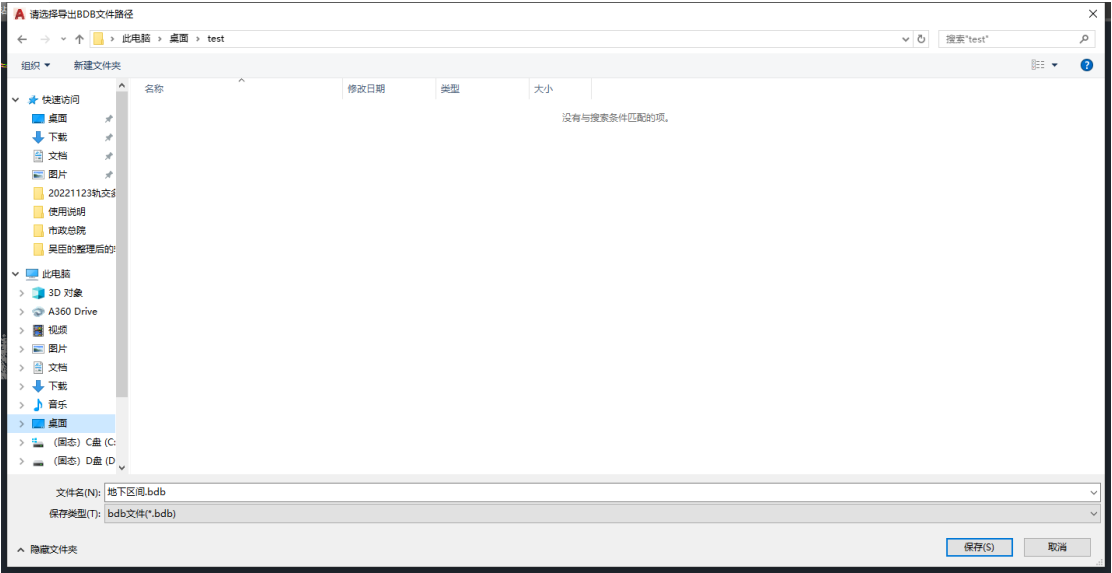 请选择导出BDB文件路径
此电脑 › 桌面 › test
搜索"test"
组织
新建文件夹
名称
修改日期
类型
大小
没有与搜索条件匹配的项。
快速访问
桌面
下载
文档
图片
20221123轨交
使用说明
市政总院
吴臣的整理后的
此电脑
3D 对象
A360 Drive
视频
图片
文档
下载
音乐
桌面
(固态) C盘 (C:
(固态) D盘 (D
文件名(N): 地下区间.bdb
保存类型(T): bdb文件(*.bdb)
隐藏文件夹
保存(S)
取消